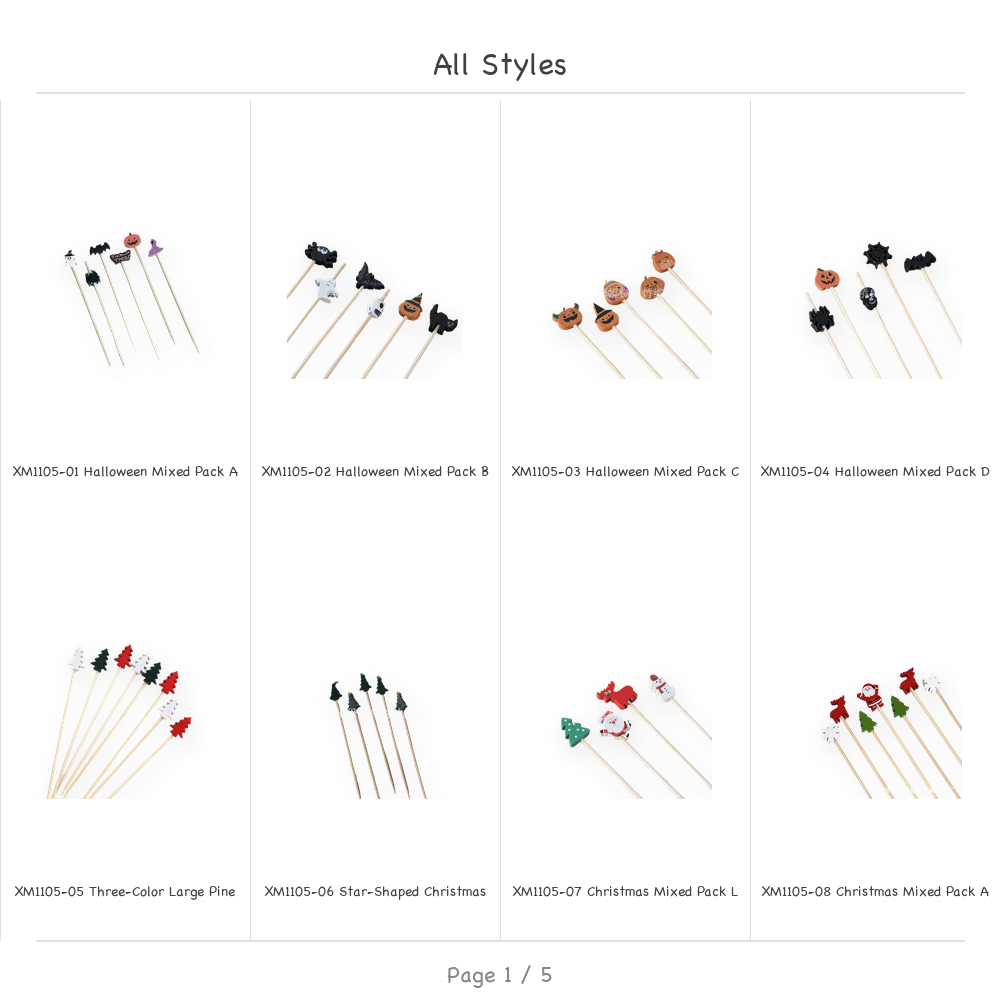 All Styles
XM1105-01 Halloween Mixed Pack A
XM1105-02 Halloween Mixed Pack B
XM1105-03 Halloween Mixed Pack C
XM1105-04 Halloween Mixed Pack D
XM1105-05 Three-Color Large Pine
XM1105-06 Star-Shaped Christmas
XM1105-07 Christmas Mixed Pack L
XM1105-08 Christmas Mixed Pack A
Page 1 / 5